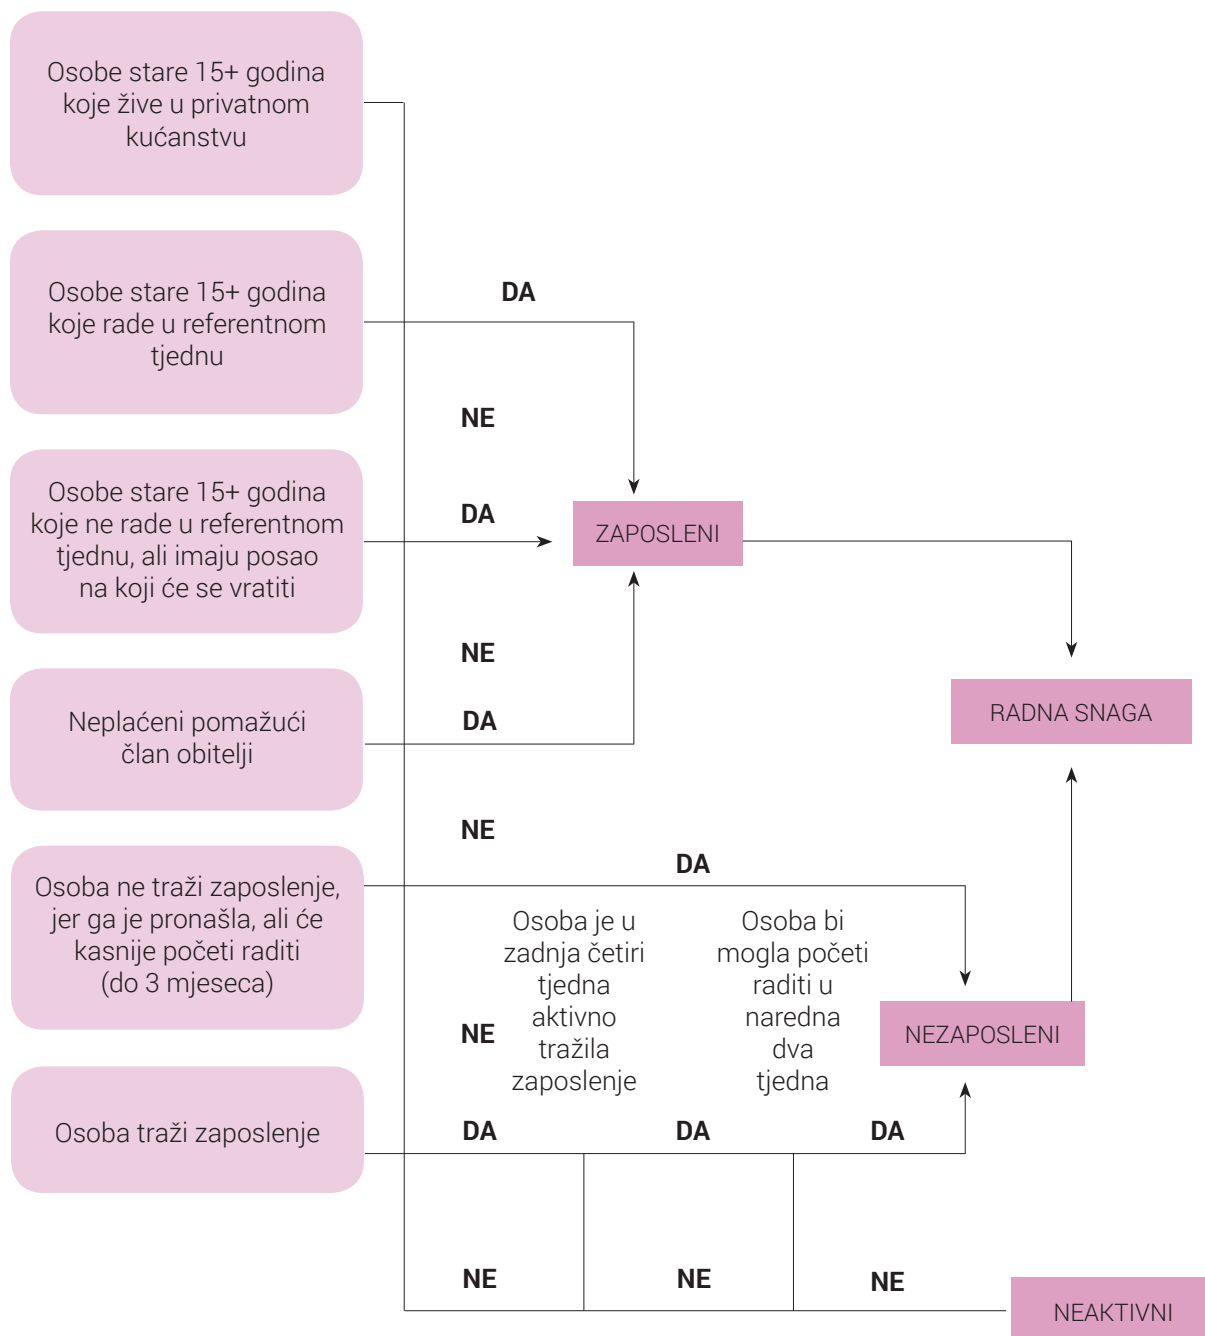 Osobe stare 15+ godina
koje žive u privatnom
kućanstvu
DA
Osobe stare 15+ godina
koje rade u referentnom
tjednu
NE
Osobe stare 15+ godina
koje ne rade u referentnom
tjednu, ali imaju posao
na koji će se vratiti
DA
ZAPOSLENI
NE
Neplaćeni pomažući
član obitelji
DA
RADNA SNAGA
NE
DA
Osoba ne traži zaposlenje,
jer ga je pronašla, ali će
kasnije početi raditi
(do 3 mjeseca)
Osoba je u
zadnja četiri
tjedna
aktivno
tražila
zaposlenje
Osoba bi
mogla početi
raditi u
naredna
dva
tjedna
NE
NEZAPOSLENI
Osoba traži zaposlenje
DA
DA
DA
NE
NE
NE
NEAKTIVNI